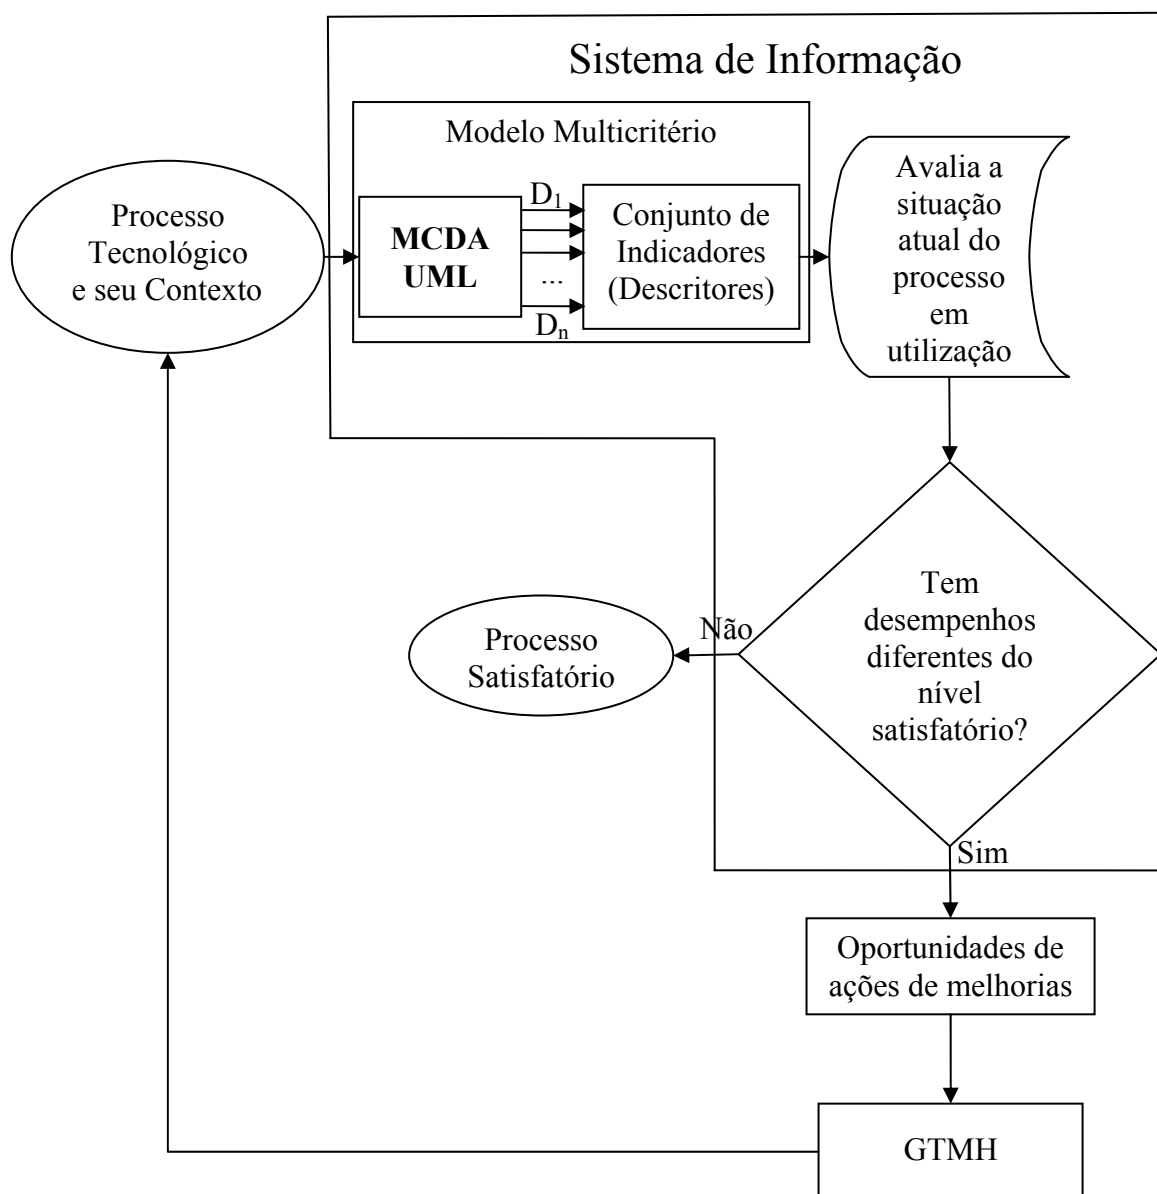 Sistema de Informação
Modelo Multicritério
Processo
Tecnológico
e seu Contexto
MCDA
UML
D1
...
Dn
Conjunto de
Indicadores
(Descritores)
Avalia a
situação
atual do
processo
em
utilização
Tem
desempenhos
diferentes do
nível
satisfatório?
Não
Processo
Satisfatório
Sim
Oportunidades de
ações de melhorias
GTMH